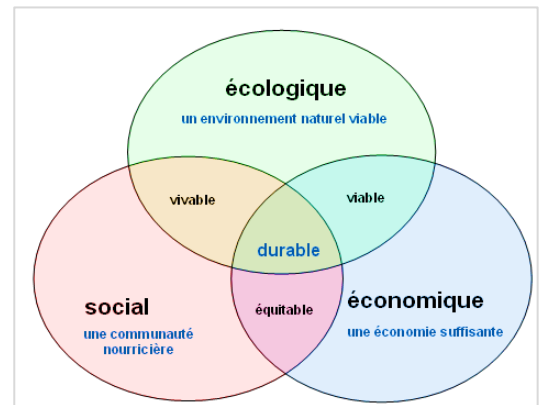 écologique
un environnement naturel viable
vivable
viable
durable
social
une communauté
nourricière
équitable
économique
une économie suffisante